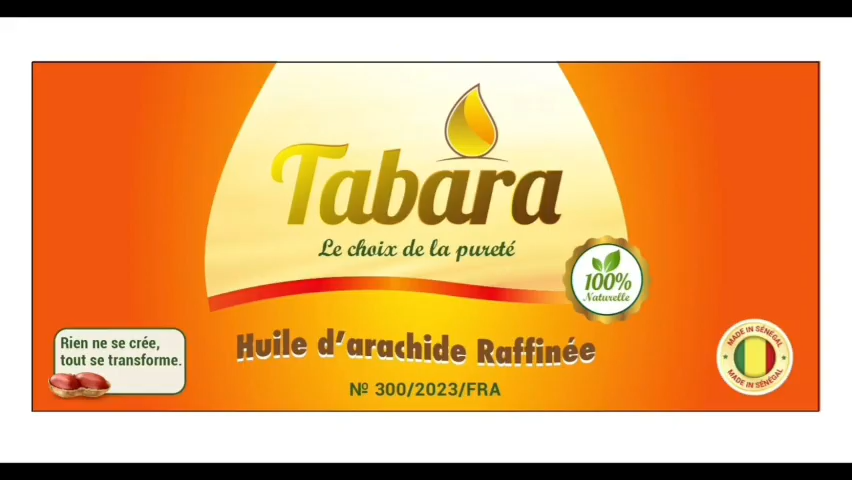 Tabara
Le choix de la pureté
100%
Naturelle
Rien ne se crée,
tout se transforme.
Huile d'arachide Raffinée
№ 300/2023/FRA
MADE IN SÉNÉGAL
MADE IN SÉNÉGAL